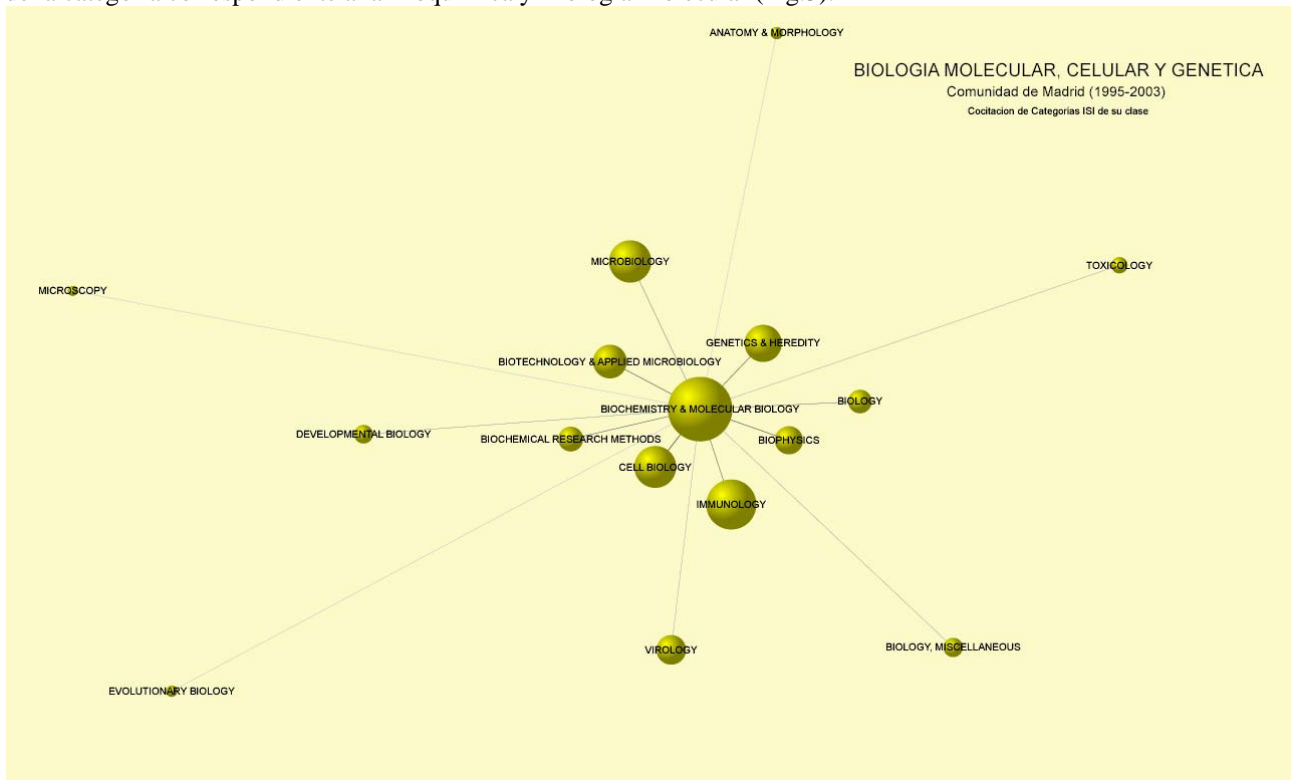 ANATOMY & MORPHOLOGY
BIOLOGIA MOLECULAR, CELULAR Y GENETICA
Comunidad de Madrid (1995-2003)
Cocitacion de Categorias ISI de su clase
MICROBIOLOGY
TOXICOLOGY
MICROSCOPY
GENETICS & HEREDITY
BIOTECHNOLOGY & APPLIED MICROBIOLOGY
BIOLOGY
BIOCHEMISTRY & MOLECULAR BIOLOGY
DEVELOPMENTAL BIOLOGY
BIOCHEMICAL RESEARCH METHODS
BIOPHYSICS
CELL BIOLOGY
IMMUNOLOGY
VIROLOGY
BIOLOGY, MISCELLANEOUS
EVOLUTIONARY BIOLOGY